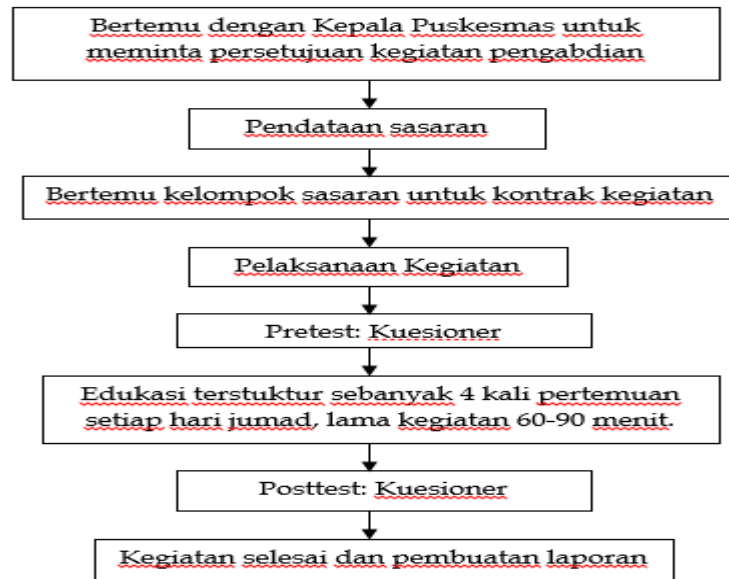 Bertemu dengan Kepala Puskesmas untuk
meminta persetujuan kegiatan pengabdian
Pendataan sasaran
Bertemu kelompok sasaran untuk kontrak kegiatan
Pelaksanaan Kegiatan
Pretest: Kuesioner
Edukasi terstuktur sebanyak 4 kali pertemuan
setiap hari jumad, lama kegiatan 60-90 menit.
Posttest: Kuesioner
Kegiatan selesai dan pembuatan laporan